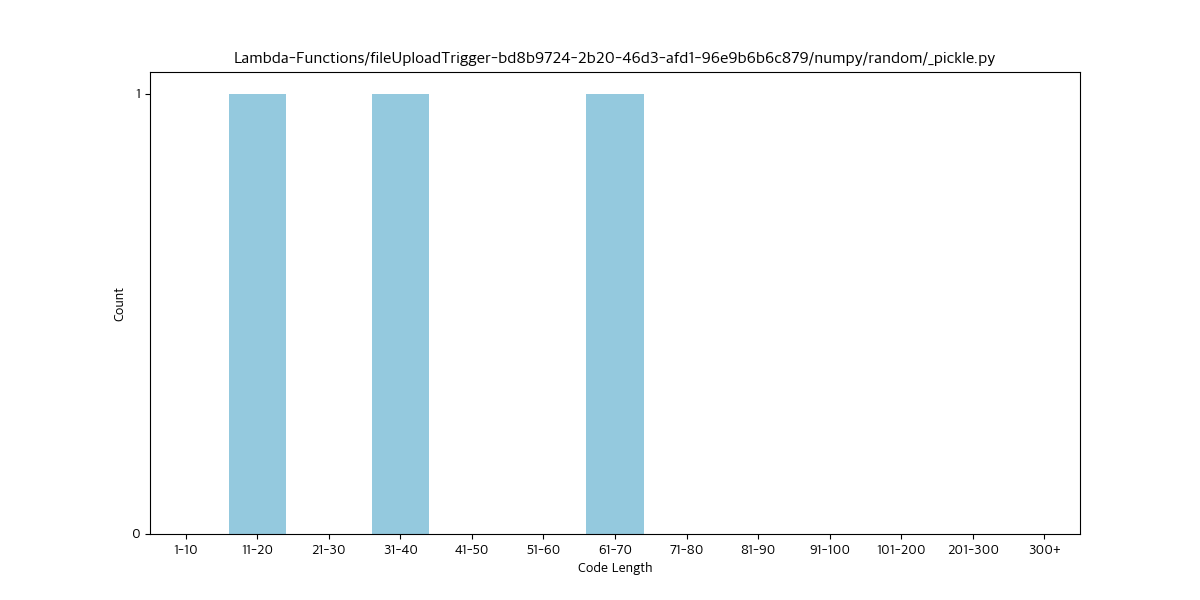 Lambda-Functions/fileUploadTrigger-bd8b9724-2b20-46d3-afd1-96e9b6b6c879/numpy/random/_pickle.py
1
Count
0
1-10 11-20 21-30 31-40 41-50 51-60 61-70 71-80 81-90 91-100 101-200 201-300 300+
Code Length